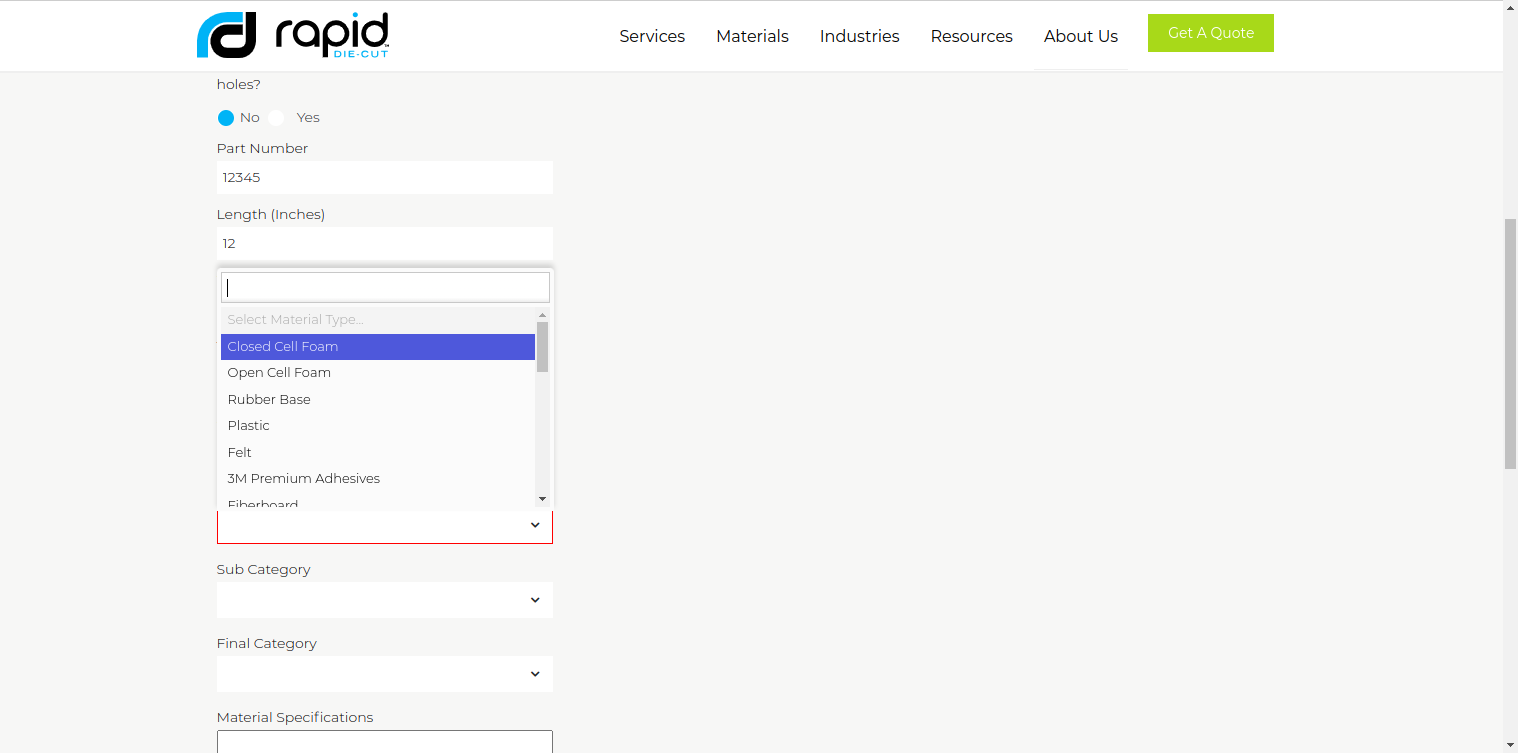 rapid
DIE-CUT
Services
Materials
Industries
Resources
About Us
Get A Quote
holes?
No
Yes
Part Number
12345
Length (Inches)
12
Select Material Type...
Closed Cell Foam
Open Cell Foam
Rubber Base
Plastic
Felt
3M Premium Adhesives
Fiberboard
Sub Category
Final Category
Material Specifications